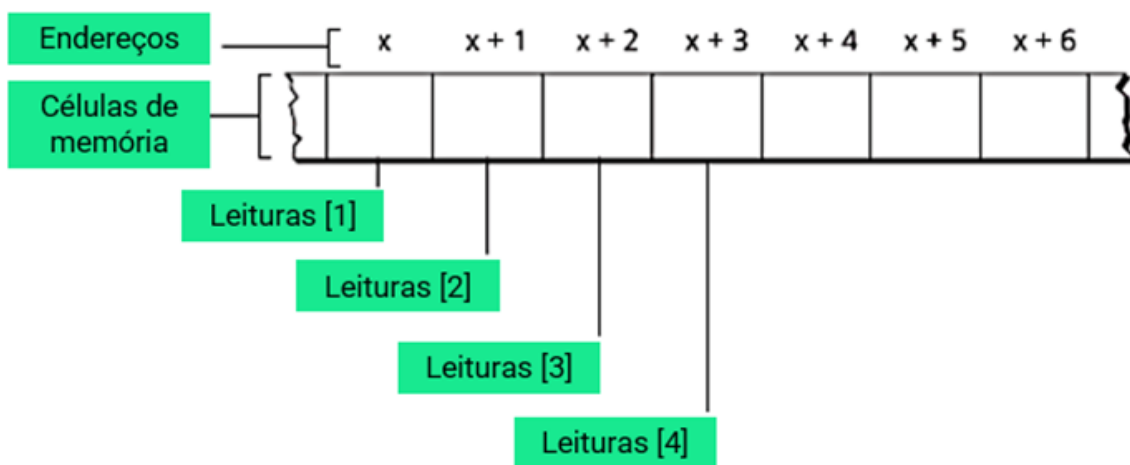 Endereços
x x + 1 x + 2 x + 3 x + 4 x + 5 x + 6
Células de
memória
Leituras [1]
Leituras [2]
Leituras [3]
Leituras [4]